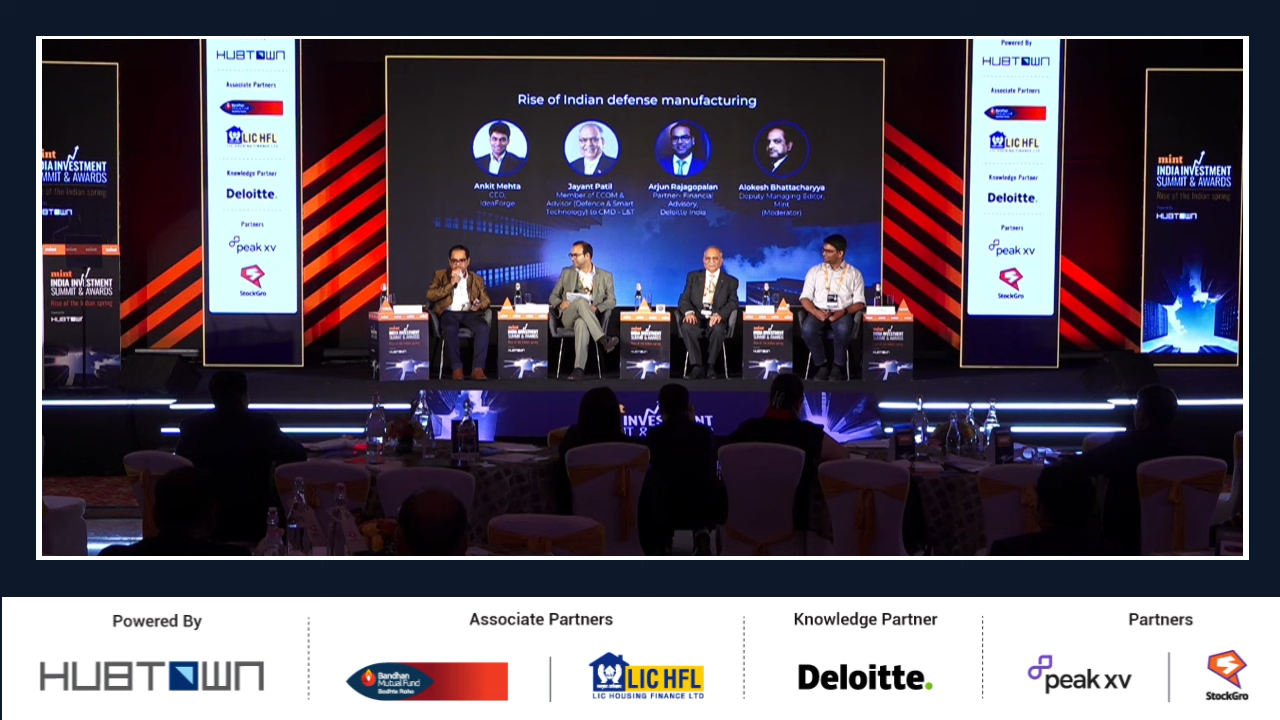 Powered By
HUBTOWN
Associate Partners
Bandhan
Mutual Fund
LIC HFL
Knowledge Partner
Deloitte.
Partners
peak xv
StockGro
HUBTOWN
Associate Partners
LIC HFL
Knowledge Partner
Deloitte.
Partners
peak xv
StockGro
Rise of Indian defense manufacturing
Ankit Mehta
CEO,
IdeaForge
Jayant Patil
Member of ECOM &
Advisor (Defence & Smart
Technology) to CMD - L&T
Arjun Rajagopalan
Partner- Financial
Advisory,
Deloitte India
Alokesh Bhattacharyya
Deputy Managing Editor,
Mint
(Moderator)
mint
INDIA INVESTMENT
SUMMIT & AWARDS
Rise of the Indian spring
HUBTOWN
mint
INDIA INVESTMENT
SUMMIT & AWARDS
Rise of the Indian spring
HUBTOWN
Powered By
HUBTOWN
Associate Partners
Bandhan
Mutual Fund
Badhte Raho
LIC HFL
LIC HOUSING FINANCE LTD
Knowledge Partner
Deloitte.
Partners
peak xv
StockGro